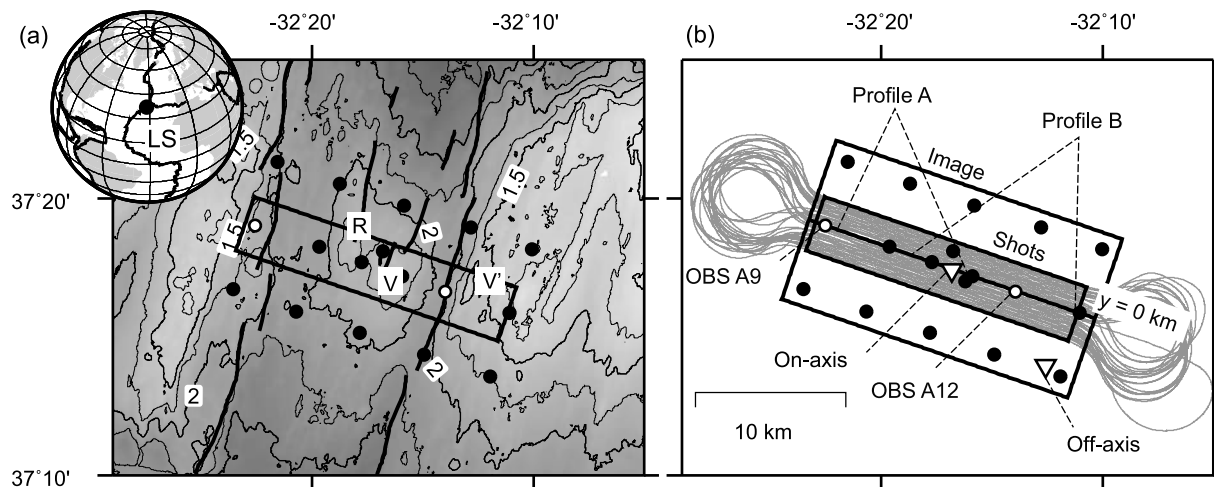 (a)
-32°20'
-32°10'
(b)
-32°20'
-32°10'
LS
1.5
1.5
37°20'
R
2
1.5
V
V'
2
2
37°10'
Profile A
Profile B
Image
Shots
OBS A9
y = 0 km
On-axis
OBS A12
10 km
Off-axis